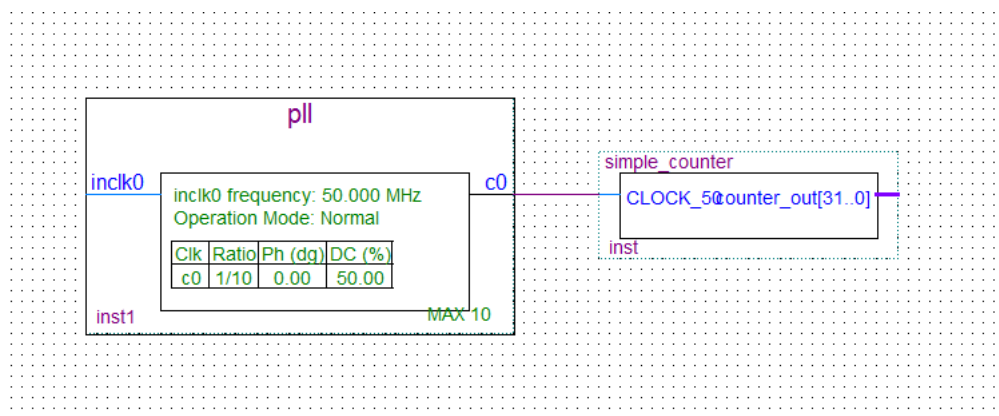 pll
inclk0
c0
inclk0 frequency: 50.000 MHz
Operation Mode: Normal
Clk Ratio Ph (dg) DC (%)
c0 1/10 0.00 50.00
inst1
MAX 10
simple_counter
CLOCK_50 counter_out[31..0]
inst